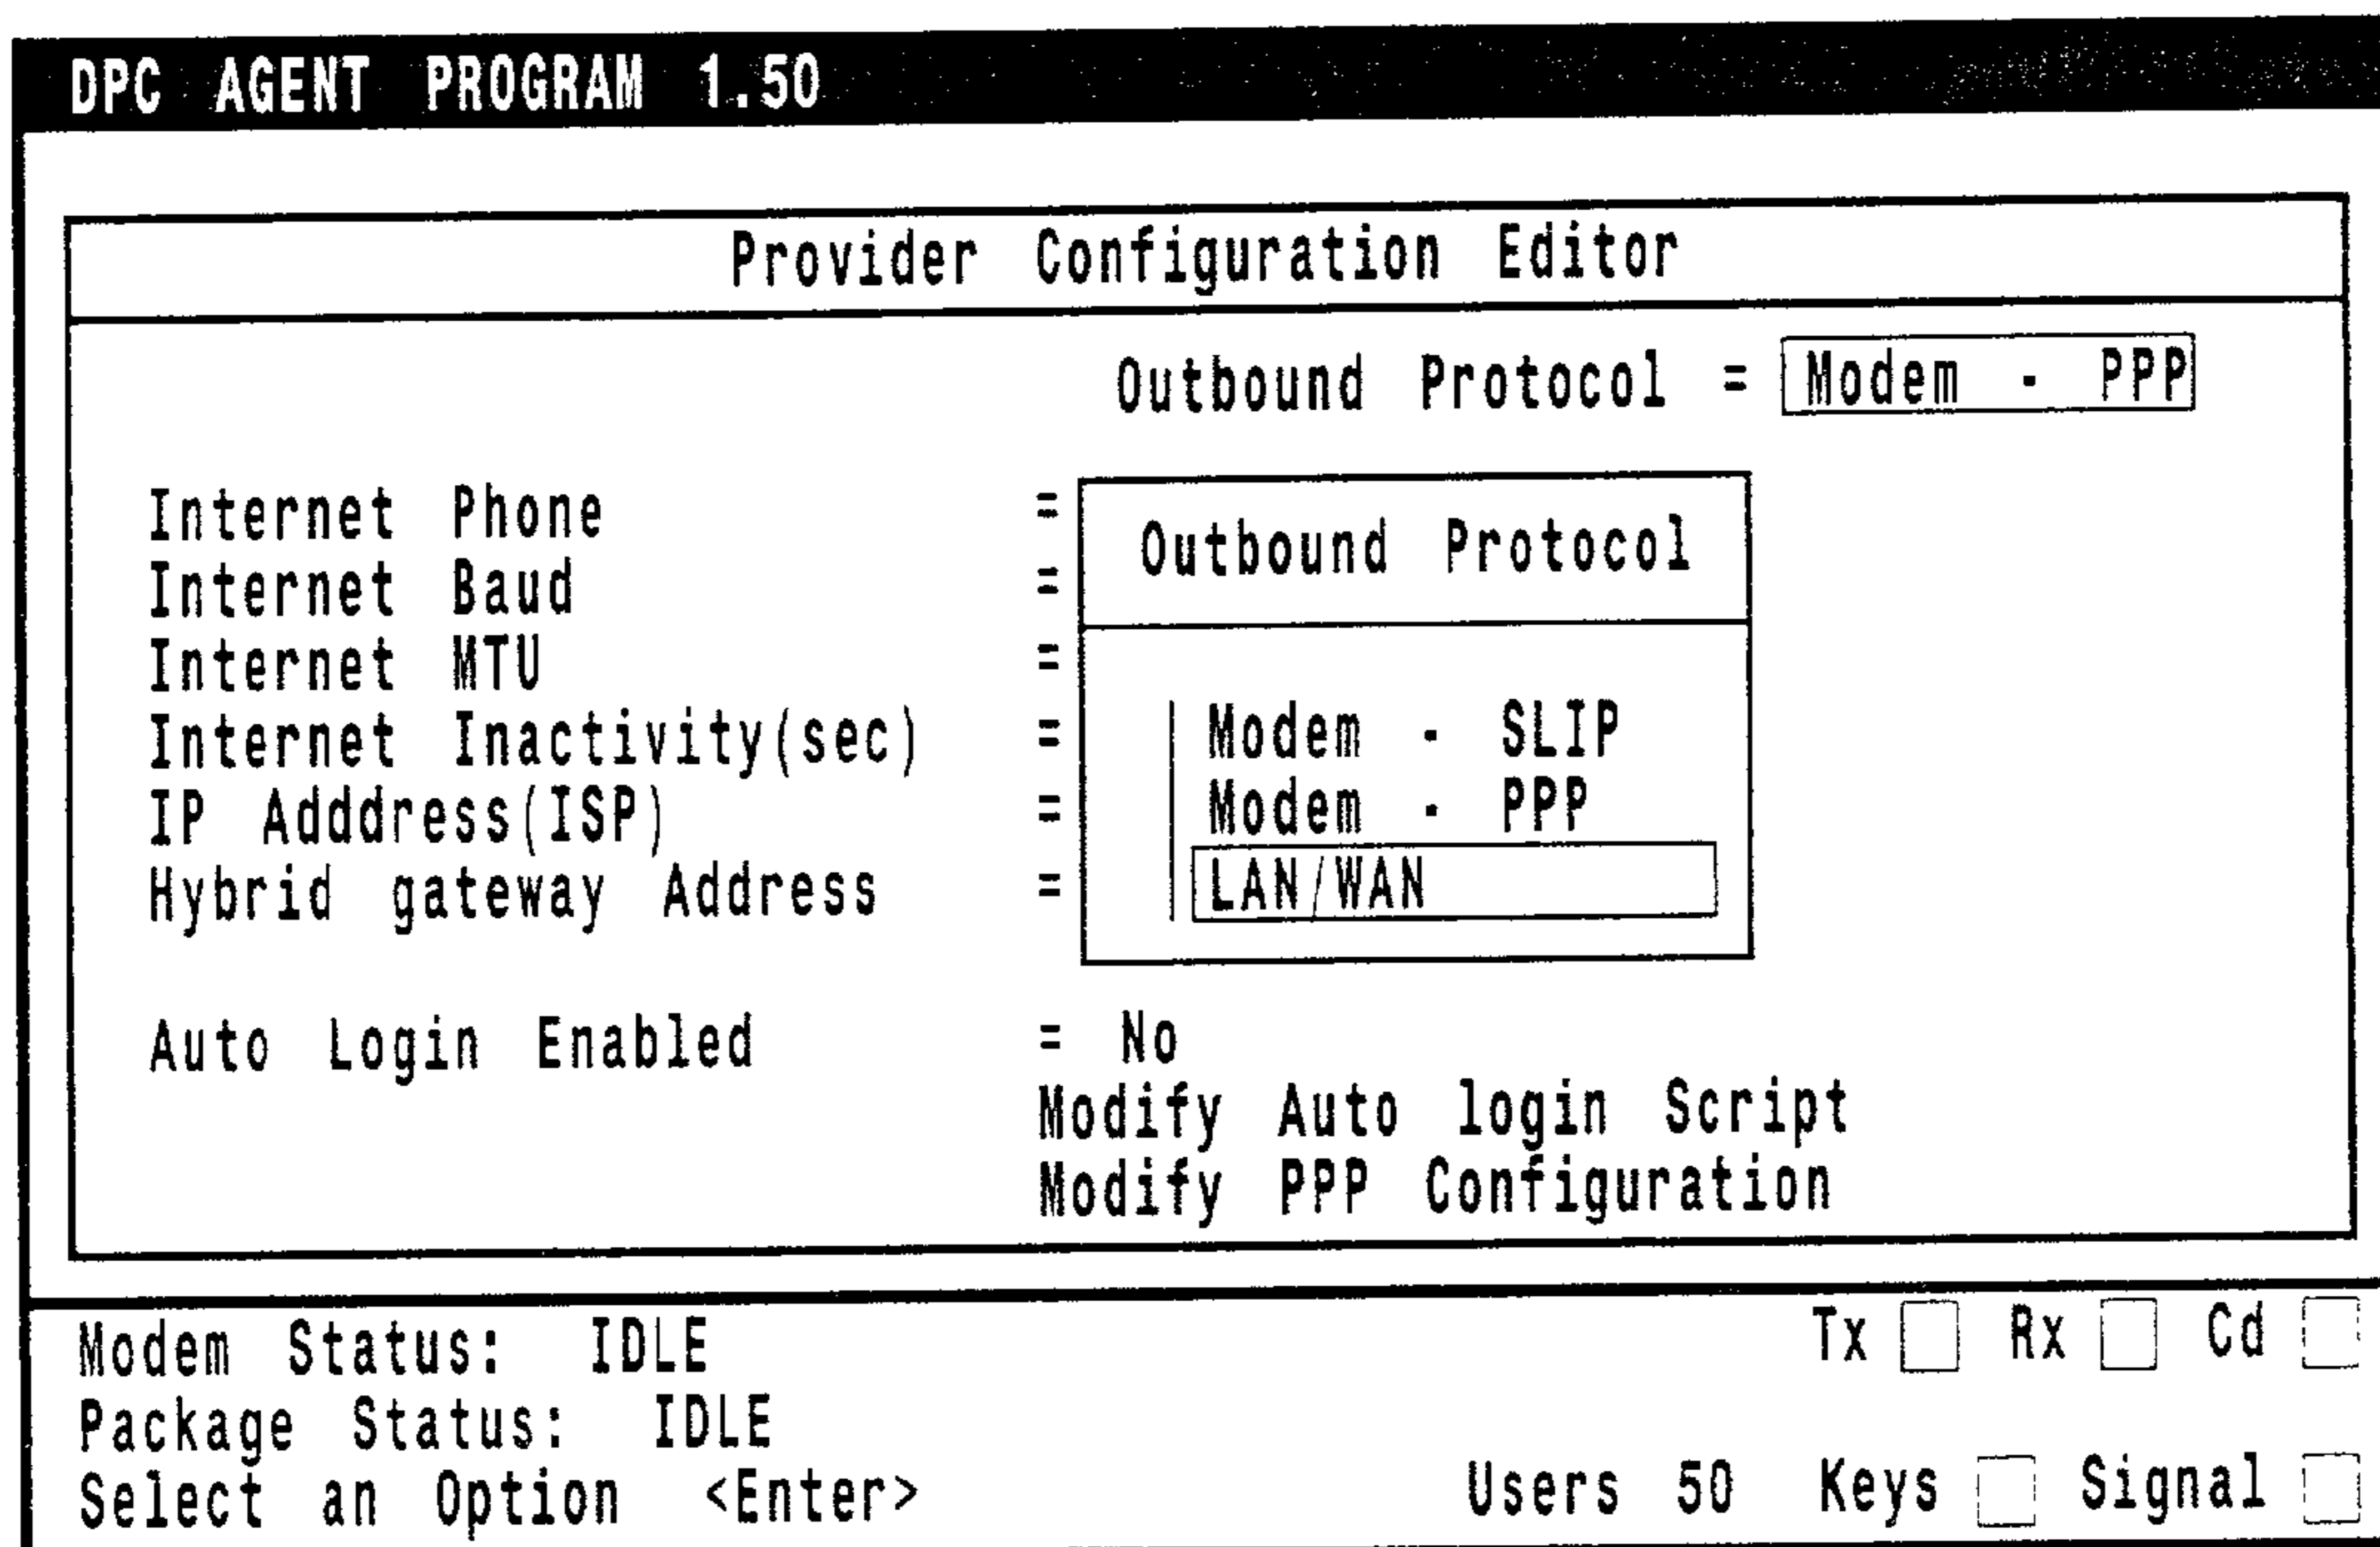 DPC AGENT PROGRAM 1.50
Provider Configuration Editor
Outbound Protocol = Modem - PPP
Internet Phone =
Internet Baud =
Internet MTU =
Internet Inactivity(sec) =
IP Adddress(ISP) =
Hybrid gateway Address =
Outbound Protocol
Modem - SLIP
Modem - PPP
LAN/WAN
Auto Login Enabled = No
Modify Auto login Script
Modify PPP Configuration
Modem Status: IDLE Tx Rx Cd
Package Status: IDLE
Select an Option <Enter> Users 50 Keys Signal